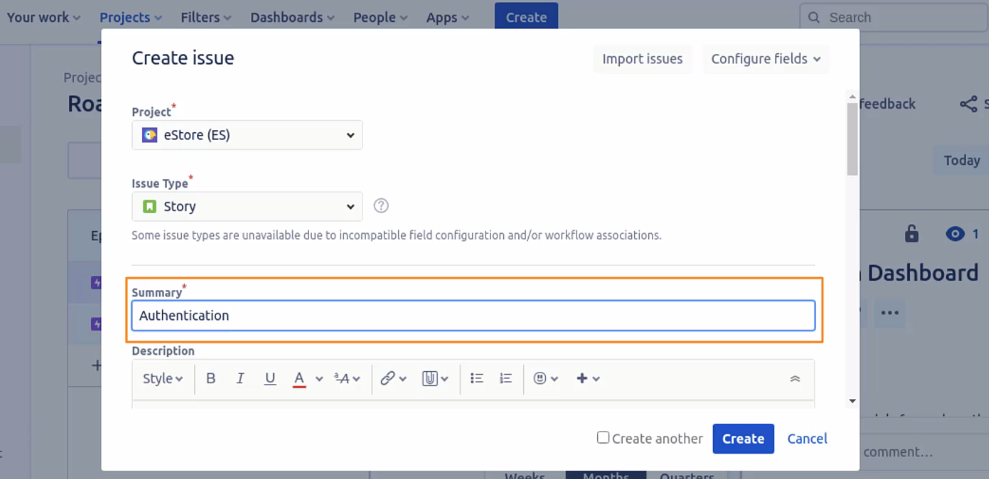 Your work Projects Filters Dashboards People Apps Create Search
Create issue Import issues Configure fields
Projec
Roa
feedback
Project*
eStore (ES)
Today
Issue Type*
Story
Some issue types are unavailable due to incompatible field configuration and/or workflow associations.
Ep
1
Dashboard
Summary*
Authentication
Description
Style B I U A
Create another Create Cancel
comment...
Weeks Months Quarters